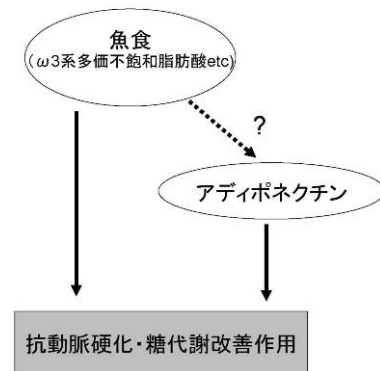 魚食
(ω3系多価不飽和脂肪酸etc)
?
アディポネクチン
抗動脈硬化・糖代謝改善作用